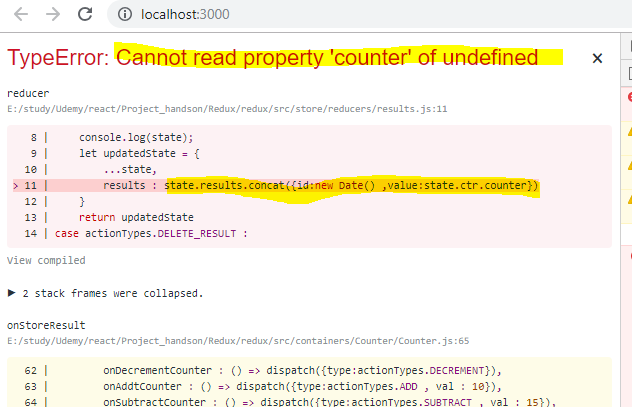 localhost:3000
TypeError: Cannot read property 'counter' of undefined
×
reducer
E:/study/Udemy/react/Project_handson/Redux/redux/src/store/reducers/results.js:11
8 |     console.log(state);
9 |     let updatedState = {
10 |         ...state,
> 11 |         results : state.results.concat({id:new Date() ,value:state.ctr.counter})
12 |     }
13 |     return updatedState
14 | case actionTypes.DELETE_RESULT :
View compiled
▶ 2 stack frames were collapsed.
onStoreResult
E:/study/Udemy/react/Project_handson/Redux/redux/src/containers/Counter/Counter.js:65
62 |         onDecrementCounter : () => dispatch({type:actionTypes.DECREMENT}),
63 |         onAddtCounter : () => dispatch({type:actionTypes.ADD , val : 10}),
64 |         onSubtractCounter : () => dispatch({type:actionTypes.SUBTRACT , val : 15}),